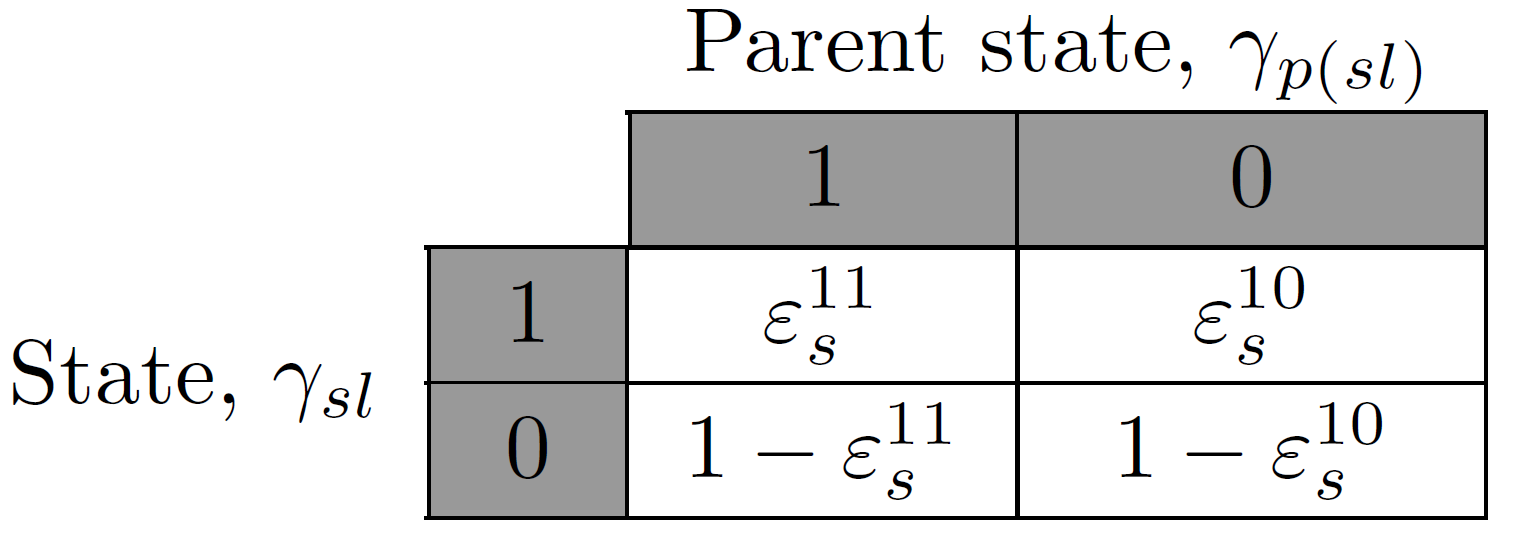 Parent state, γ_{p(sl)}
1 0
1 ε_s^{11} ε_s^{10}
State, γ_{sl}
0 1 − ε_s^{11} 1 − ε_s^{10}